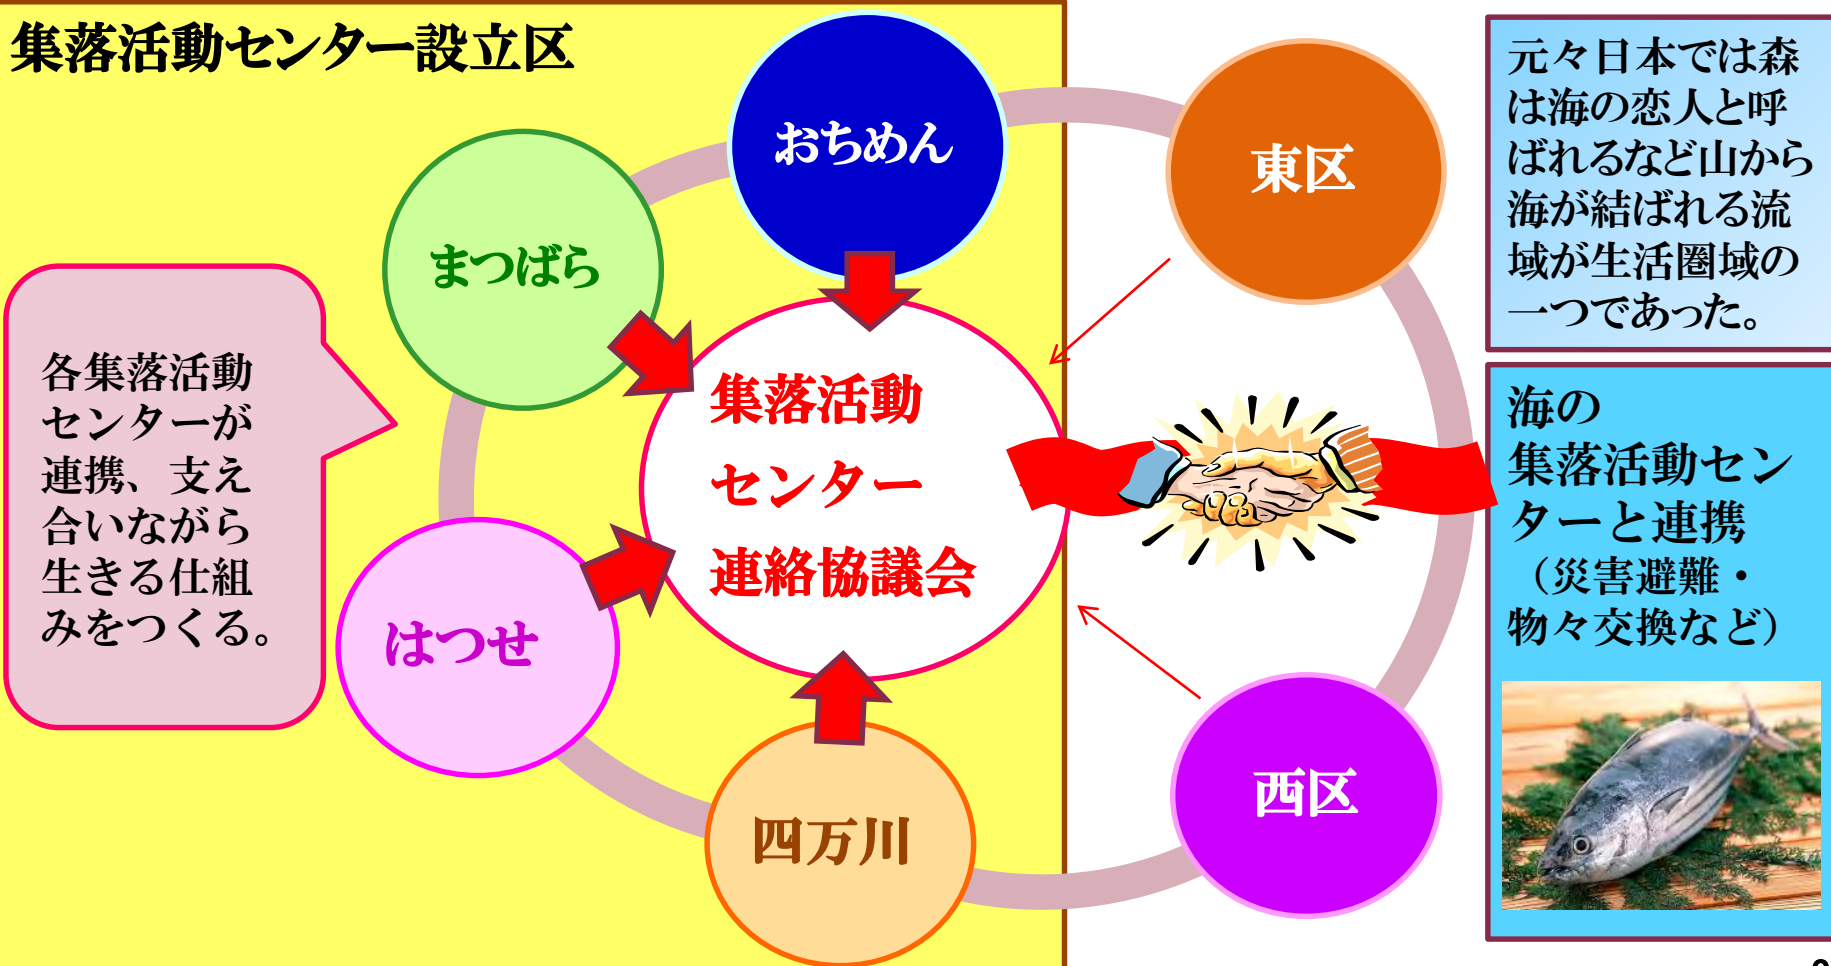 集落活動センター設立区
おちめん
東区
まつばら
各集落活動
センターが
連携、支え
合いながら
生きる仕組
みをつくる。
集落活動
センター
連絡協議会
はつせ
四万川
西区
元々日本では森
は海の恋人と呼
ばれるなど山から
海が結ばれる流
域が生活圏域の
一つであった。
海の
集落活動セン
ターと連携
（災害避難・
物々交換など）